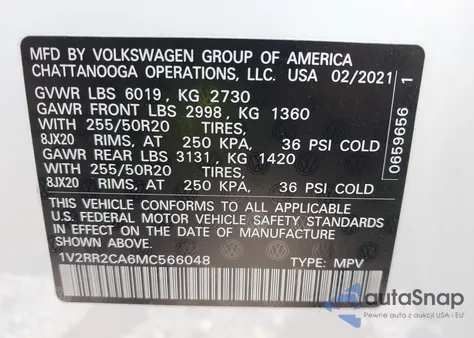 MFD BY VOLKSWAGEN GROUP OF AMERICA
CHATTANOOGA OPERATIONS, LLC. USA 02/2021
GVWR LBS 6019 , KG 2730
GAWR FRONT LBS 2998 , KG 1360
WITH 255/50R20 TIRES,
8JX20 RIMS, AT 250 KPA, 36 PSI COLD
GAWR REAR LBS 3131 , KG 1420
WITH 255/50R20 TIRES,
8JX20 RIMS, AT 250 KPA, 36 PSI COLD
THIS VEHICLE CONFORMS TO ALL APPLICABLE
U.S. FEDERAL MOTOR VEHICLE SAFETY STANDARDS
IN EFFECT ON THE DATE OF MANUFACTURE
SHOWN ABOVE.
1V2RR2CA6MC566048 TYPE: MPV
0659656 1
autoSnap
Pewne auta z aukcji USA i EU